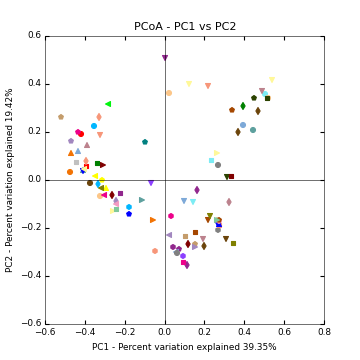 PCoA - PC1 vs PC2
0.6
0.4
0.2
0.0
−0.2
−0.4
−0.6
PC2 - Percent variation explained 19.42%
−0.6 −0.4 −0.2 0.0 0.2 0.4 0.6 0.8
PC1 - Percent variation explained 39.35%